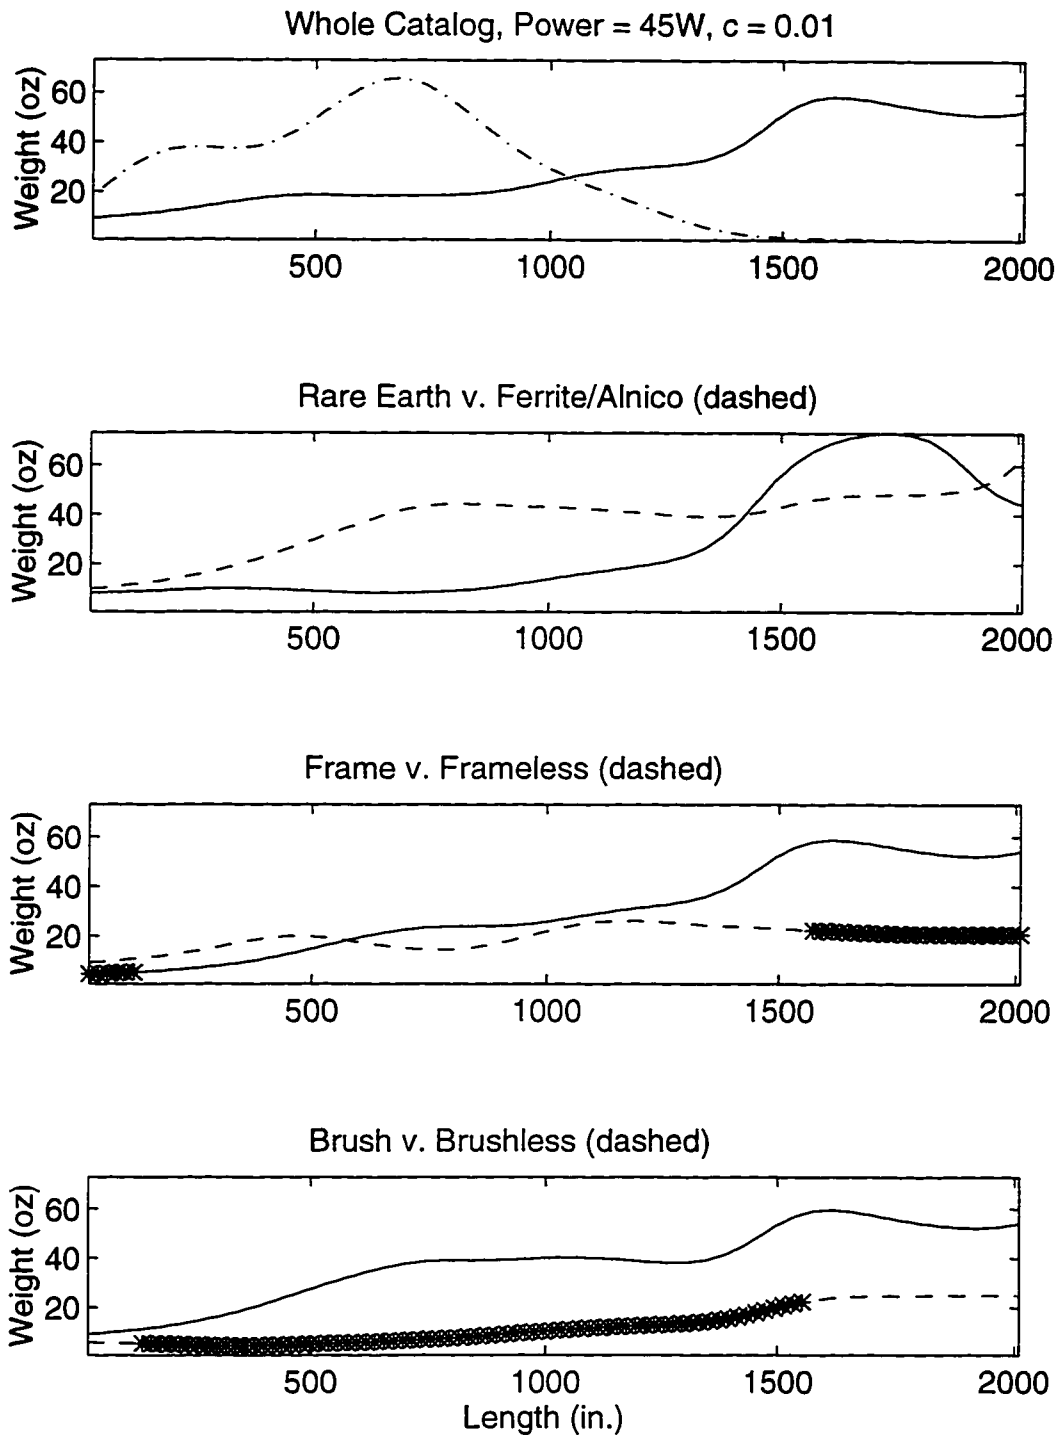 Whole Catalog, Power = 45W, c = 0.01
Weight (oz)
60
40
20
500 1000 1500 2000
Rare Earth v. Ferrite/Alnico (dashed)
Weight (oz)
60
40
20
500 1000 1500 2000
Frame v. Frameless (dashed)
Weight (oz)
60
40
20
500 1000 1500 2000
Brush v. Brushless (dashed)
Weight (oz)
60
40
20
500 1000 1500 2000
Length (in.)